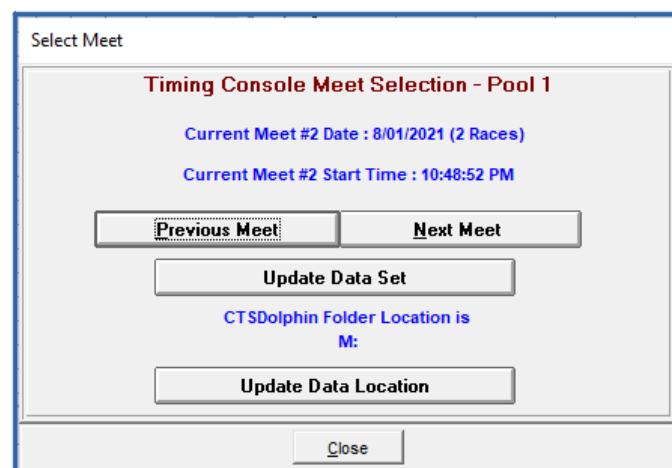 Select Meet
Timing Console Meet Selection - Pool 1
Current Meet #2 Date : 8/01/2021 (2 Races)
Current Meet #2 Start Time : 10:48:52 PM
Previous Meet Next Meet
Update Data Set
CTSDolphin Folder Location is
M:
Update Data Location
Close